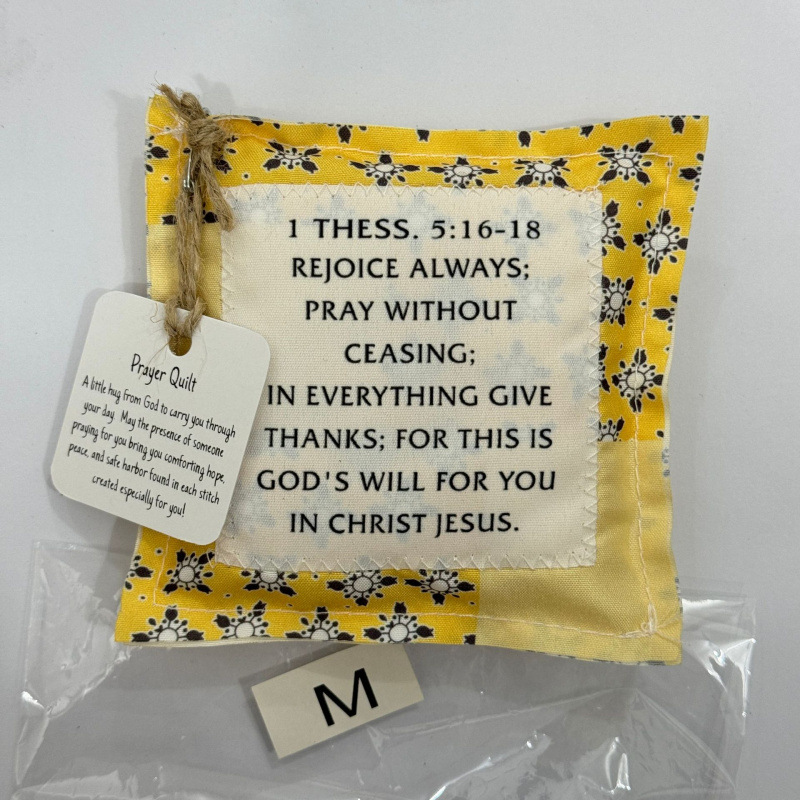 1 THESS. 5:16-18
REJOICE ALWAYS;
PRAY WITHOUT
CEASING;
IN EVERYTHING GIVE
THANKS; FOR THIS IS
GOD'S WILL FOR YOU
IN CHRIST JESUS.
Prayer Quilt
A little hug from God to carry you through
your day. May the presence of someone
praying for you bring you comforting hope,
peace, and safe harbor found in each stitch
created especially for you!
M